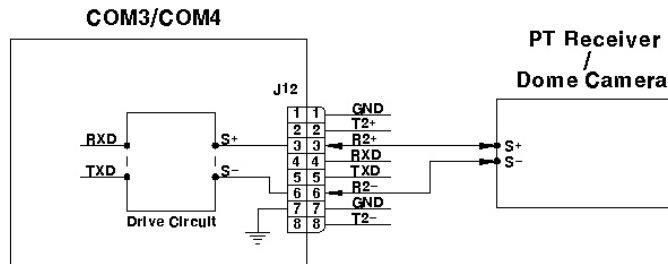 COM3/COM4
PT Receiver
/
Dome Camera
J12
1 1 GND
2 2 T2+
RXD S+ 3 3 R2+ S+
4 4 RXD S-
TXD S- 5 5 TXD
6 6 R2-
7 7 GND
Drive Circuit 8 8 T2-